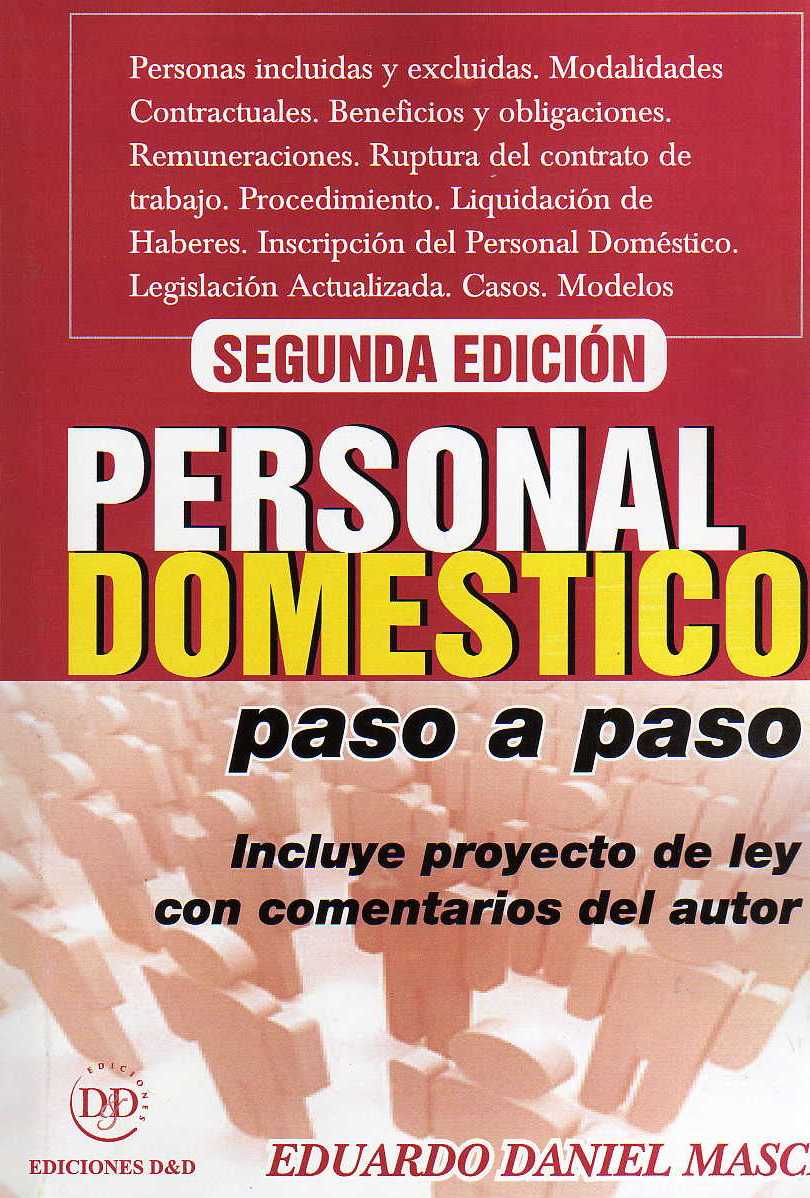 Personas incluidas y excluidas. Modalidades
Contractuales. Beneficios y obligaciones.
Remuneraciones. Ruptura del contrato de
trabajo. Procedimiento. Liquidación de
Haberes. Inscripción del Personal Doméstico.
Legislación Actualizada. Casos. Modelos
SEGUNDA EDICIÓN
PERSONAL
DOMESTICO
paso a paso
Incluye proyecto de ley
con comentarios del autor
EDICIONES
D&D
EDICIONES D&D
EDUARDO DANIEL